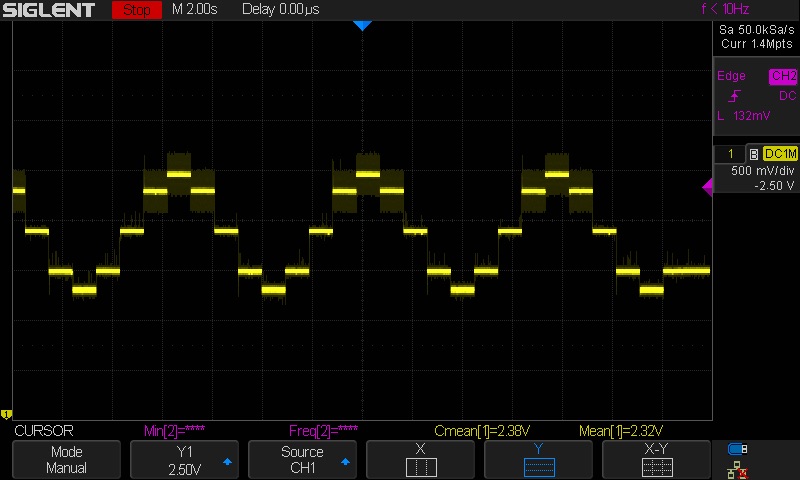 SIGLENT Stop M 2.00s Delay 0.00µs f < 10Hz
Sa 50.0kSa/s
Curr 1.4Mpts
Edge CH2
DC
L 132mV
1 B DC1M
500 mV/div
-2.50 V
1
CURSOR Min[2]=**** Freq[2]=**** Cmean[1]=2.38V Mean[1]=2.32V
Mode Y1 Source X Y X-Y
Manual 2.50V CH1